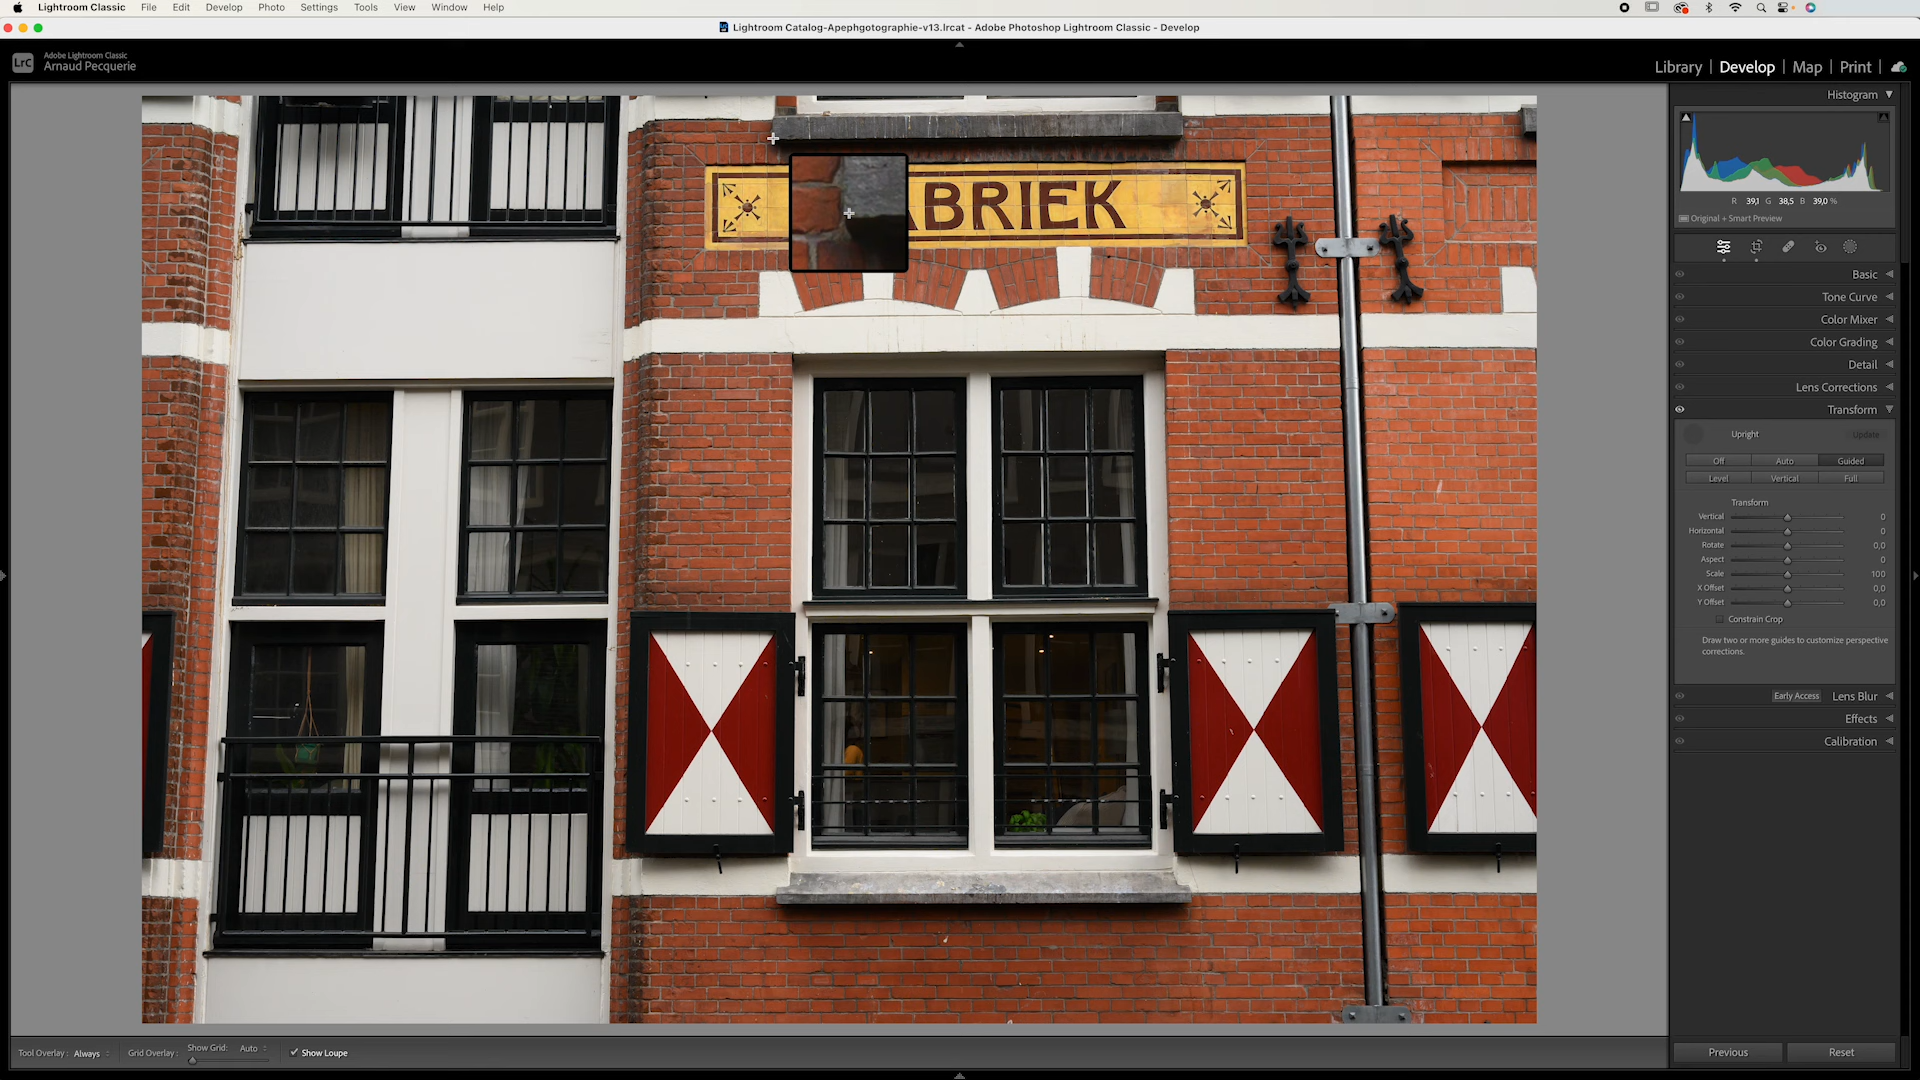 Lightroom Classic File Edit Develop Photo Settings Tools View Window Help
Lightroom Catalog-Apephgotographie-v13.lrcat - Adobe Photoshop Lightroom Classic - Develop
LrC
Adobe Lightroom Classic
Arnaud Pecquerie
Library | Develop | Map | Print |
Histogram
ABRIEK
R 39,1 G 38,5 B 39,0 %
Original + Smart Preview
Basic
Tone Curve
Color Mixer
Color Grading
Detail
Lens Corrections
Transform
Upright Update
Off Auto Guided
Level Vertical Full
Transform
Vertical 0
Horizontal 0
Rotate 0,0
Aspect 0
Scale 100
X Offset 0,0
Y Offset 0,0
Constrain Crop
Draw two or more guides to customize perspective
corrections.
Early Access Lens Blur
Effects
Calibration
Tool Overlay: Always Grid Overlay: Show Grid: Auto Show Loupe
Previous Reset